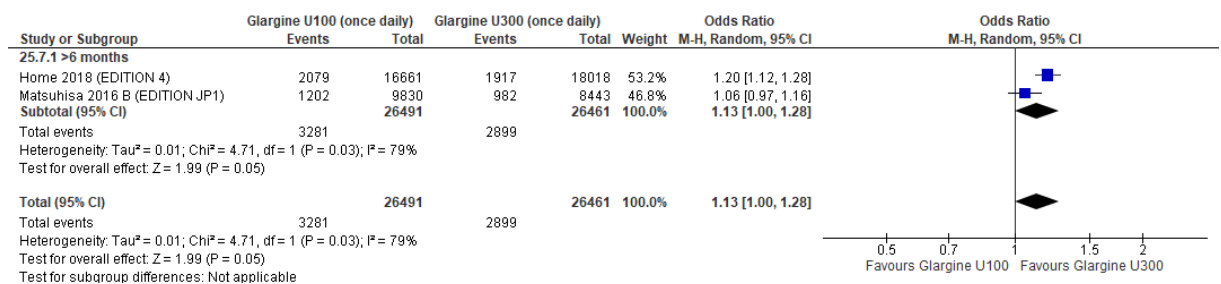 Glargine U100 (once daily) Glargine U300 (once daily) Odds Ratio Odds Ratio
Study or Subgroup Events Total Events Total Weight M-H, Random, 95% CI M-H, Random, 95% CI
25.7.1 >6 months
Home 2018 (EDITION 4) 2079 16661 1917 18018 53.2% 1.20 [1.12, 1.28]
Matsuhisa 2016 B (EDITION JP1) 1202 9830 982 8443 46.8% 1.06 [0.97, 1.16]
Subtotal (95% CI) 26491 26461 100.0% 1.13 [1.00, 1.28]
Total events 3281 2899
Heterogeneity: Tau² = 0.01; Chi² = 4.71, df = 1 (P = 0.03); I² = 79%
Test for overall effect: Z = 1.99 (P = 0.05)
Total (95% CI) 26491 26461 100.0% 1.13 [1.00, 1.28]
Total events 3281 2899
Heterogeneity: Tau² = 0.01; Chi² = 4.71, df = 1 (P = 0.03); I² = 79%
Test for overall effect: Z = 1.99 (P = 0.05)
Test for subgroup differences: Not applicable
0.5 0.7 1 1.5 2
Favours Glargine U100 Favours Glargine U300